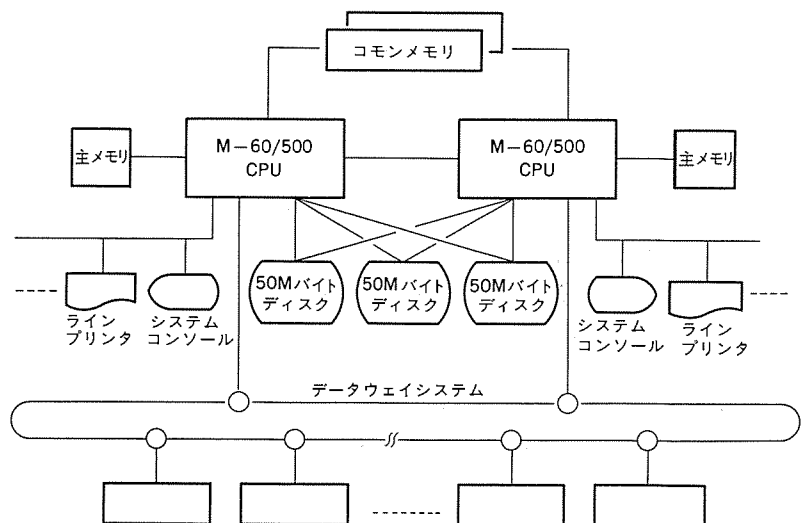 コモンメモリ
M-60/500
CPU
M-60/500
CPU
主メモリ
主メモリ
50Mバイト
ディスク
50Mバイト
ディスク
50Mバイト
ディスク
ライン
プリンタ
システム
コンソール
システム
コンソール
ライン
プリンタ
データウェイシステム